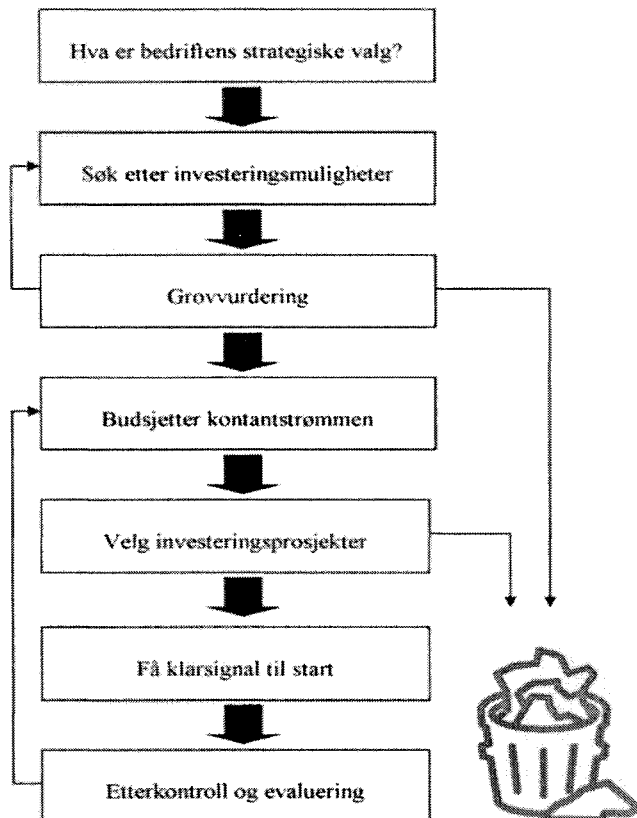 Hva er bedriftens strategiske valg?
Søk etter investeringsmuligheter
Grovvurdering
Budsjetter kontantstrømmen
Velg investeringsprosjekter
Få klarsignal til start
Etterkontroll og evaluering